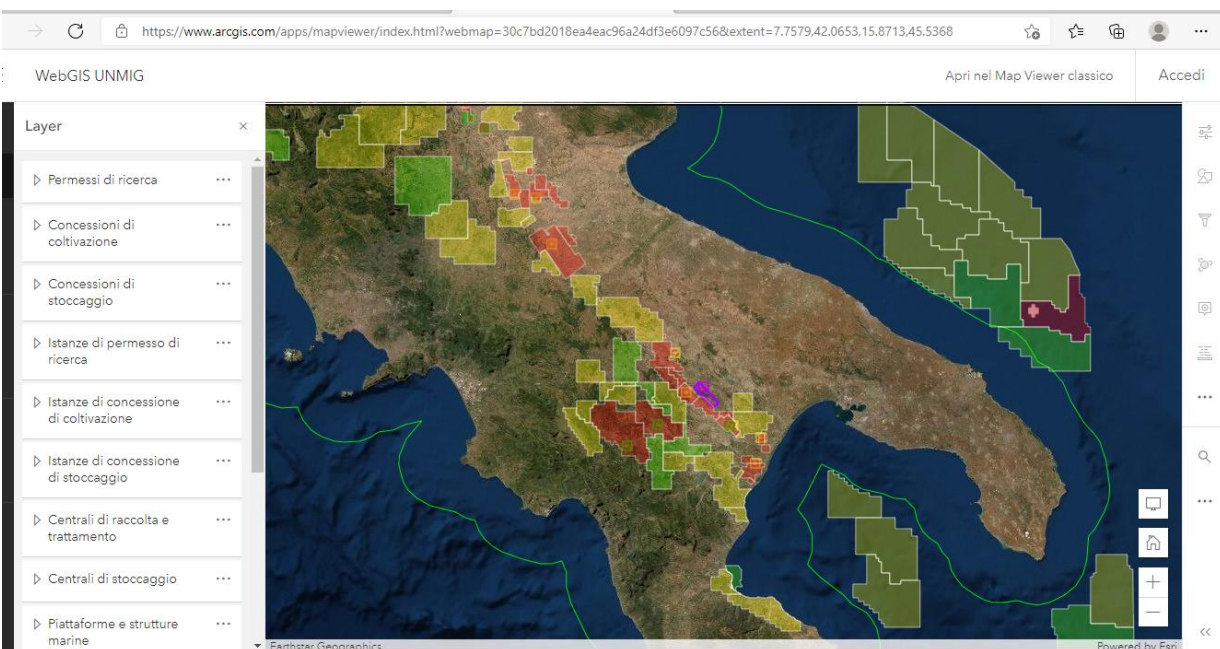 https://www.arcgis.com/apps/mapviewer/index.html?webmap=30c7bd2018ea4eac96a24df3e6097c56&extent=7.7579,42.0653,15.8713,45.5368
WebGIS UNMIG
Apri nel Map Viewer classico
Accedi
Layer
Permessi di ricerca
Concessioni di
coltivazione
Concessioni di
stoccaggio
Istanze di permesso di
ricerca
Istanze di concessione
di coltivazione
Istanze di concessione
di stoccaggio
Centrali di raccolta e
trattamento
Centrali di stoccaggio
Piattaforme e strutture
marine
Earthstar Geographics
Powered by Esri